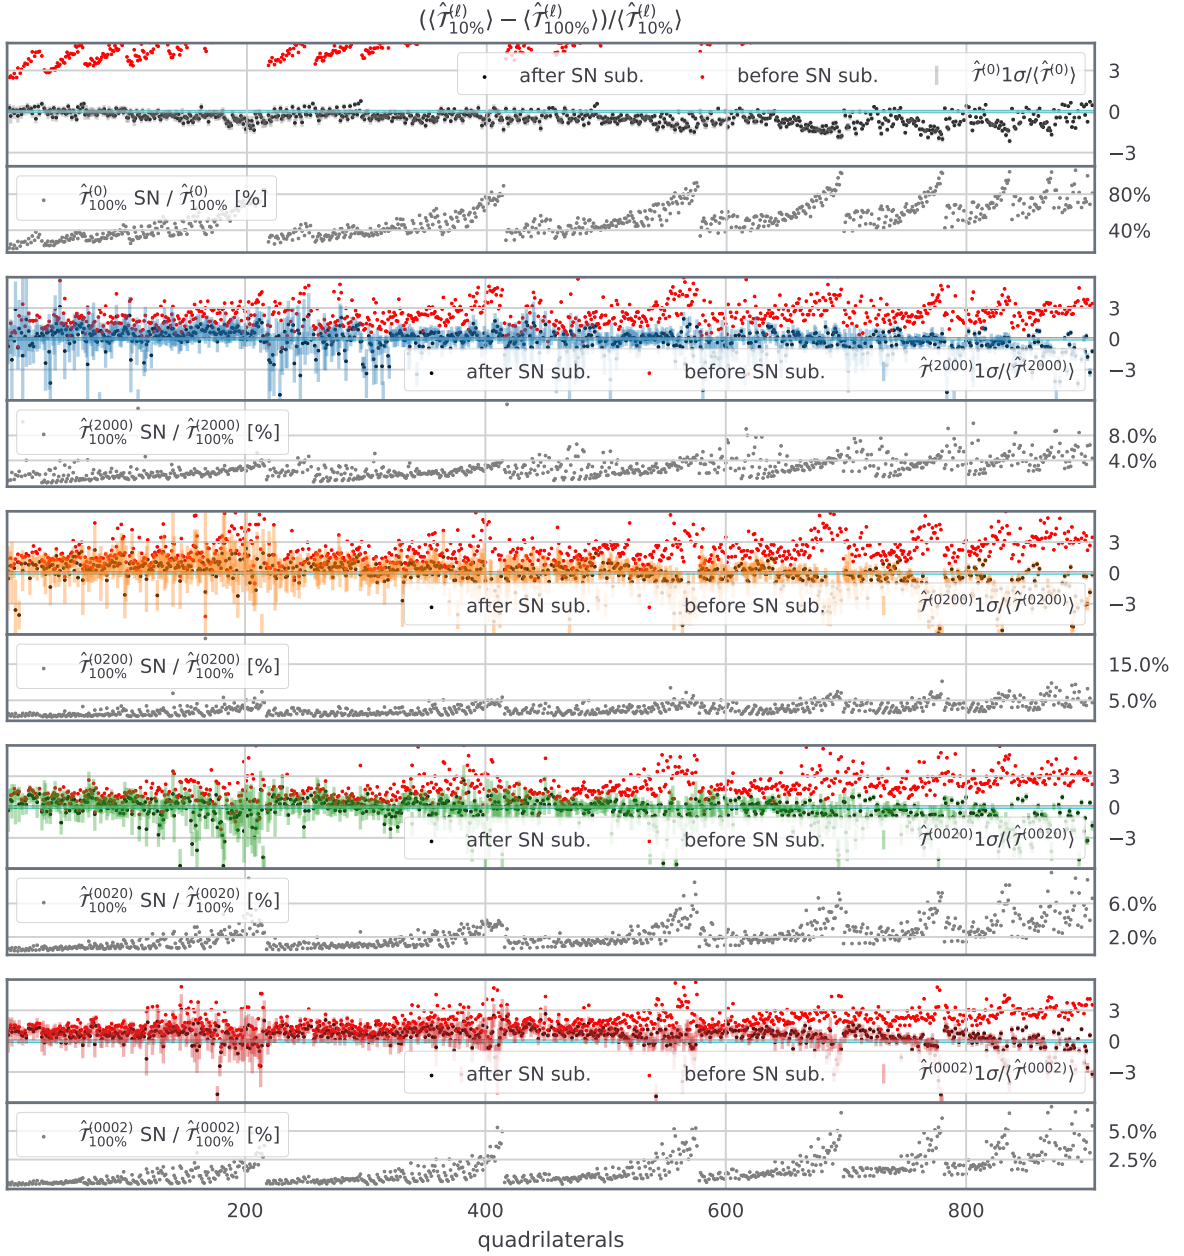 (⟨𝒯̂^(ℓ)_10%⟩ − ⟨𝒯̂^(ℓ)_100%⟩)/⟨𝒯̂^(ℓ)_10%⟩
after SN sub. before SN sub. 𝒯̂^(0)1σ/⟨𝒯̂^(0)⟩
3
0
−3
𝒯̂^(0)_100% SN / 𝒯̂^(0)_100% [%]
80%
40%
3
0
−3
after SN sub. before SN sub. 𝒯̂^(2000)1σ/⟨𝒯̂^(2000)⟩
𝒯̂^(2000)_100% SN / 𝒯̂^(2000)_100% [%]
8.0%
4.0%
3
0
−3
after SN sub. before SN sub. 𝒯̂^(0200)1σ/⟨𝒯̂^(0200)⟩
𝒯̂^(0200)_100% SN / 𝒯̂^(0200)_100% [%]
15.0%
5.0%
3
0
−3
after SN sub. before SN sub. 𝒯̂^(0020)1σ/⟨𝒯̂^(0020)⟩
𝒯̂^(0020)_100% SN / 𝒯̂^(0020)_100% [%]
6.0%
2.0%
3
0
−3
after SN sub. before SN sub. 𝒯̂^(0002)1σ/⟨𝒯̂^(0002)⟩
𝒯̂^(0002)_100% SN / 𝒯̂^(0002)_100% [%]
5.0%
2.5%
200 400 600 800
quadrilaterals